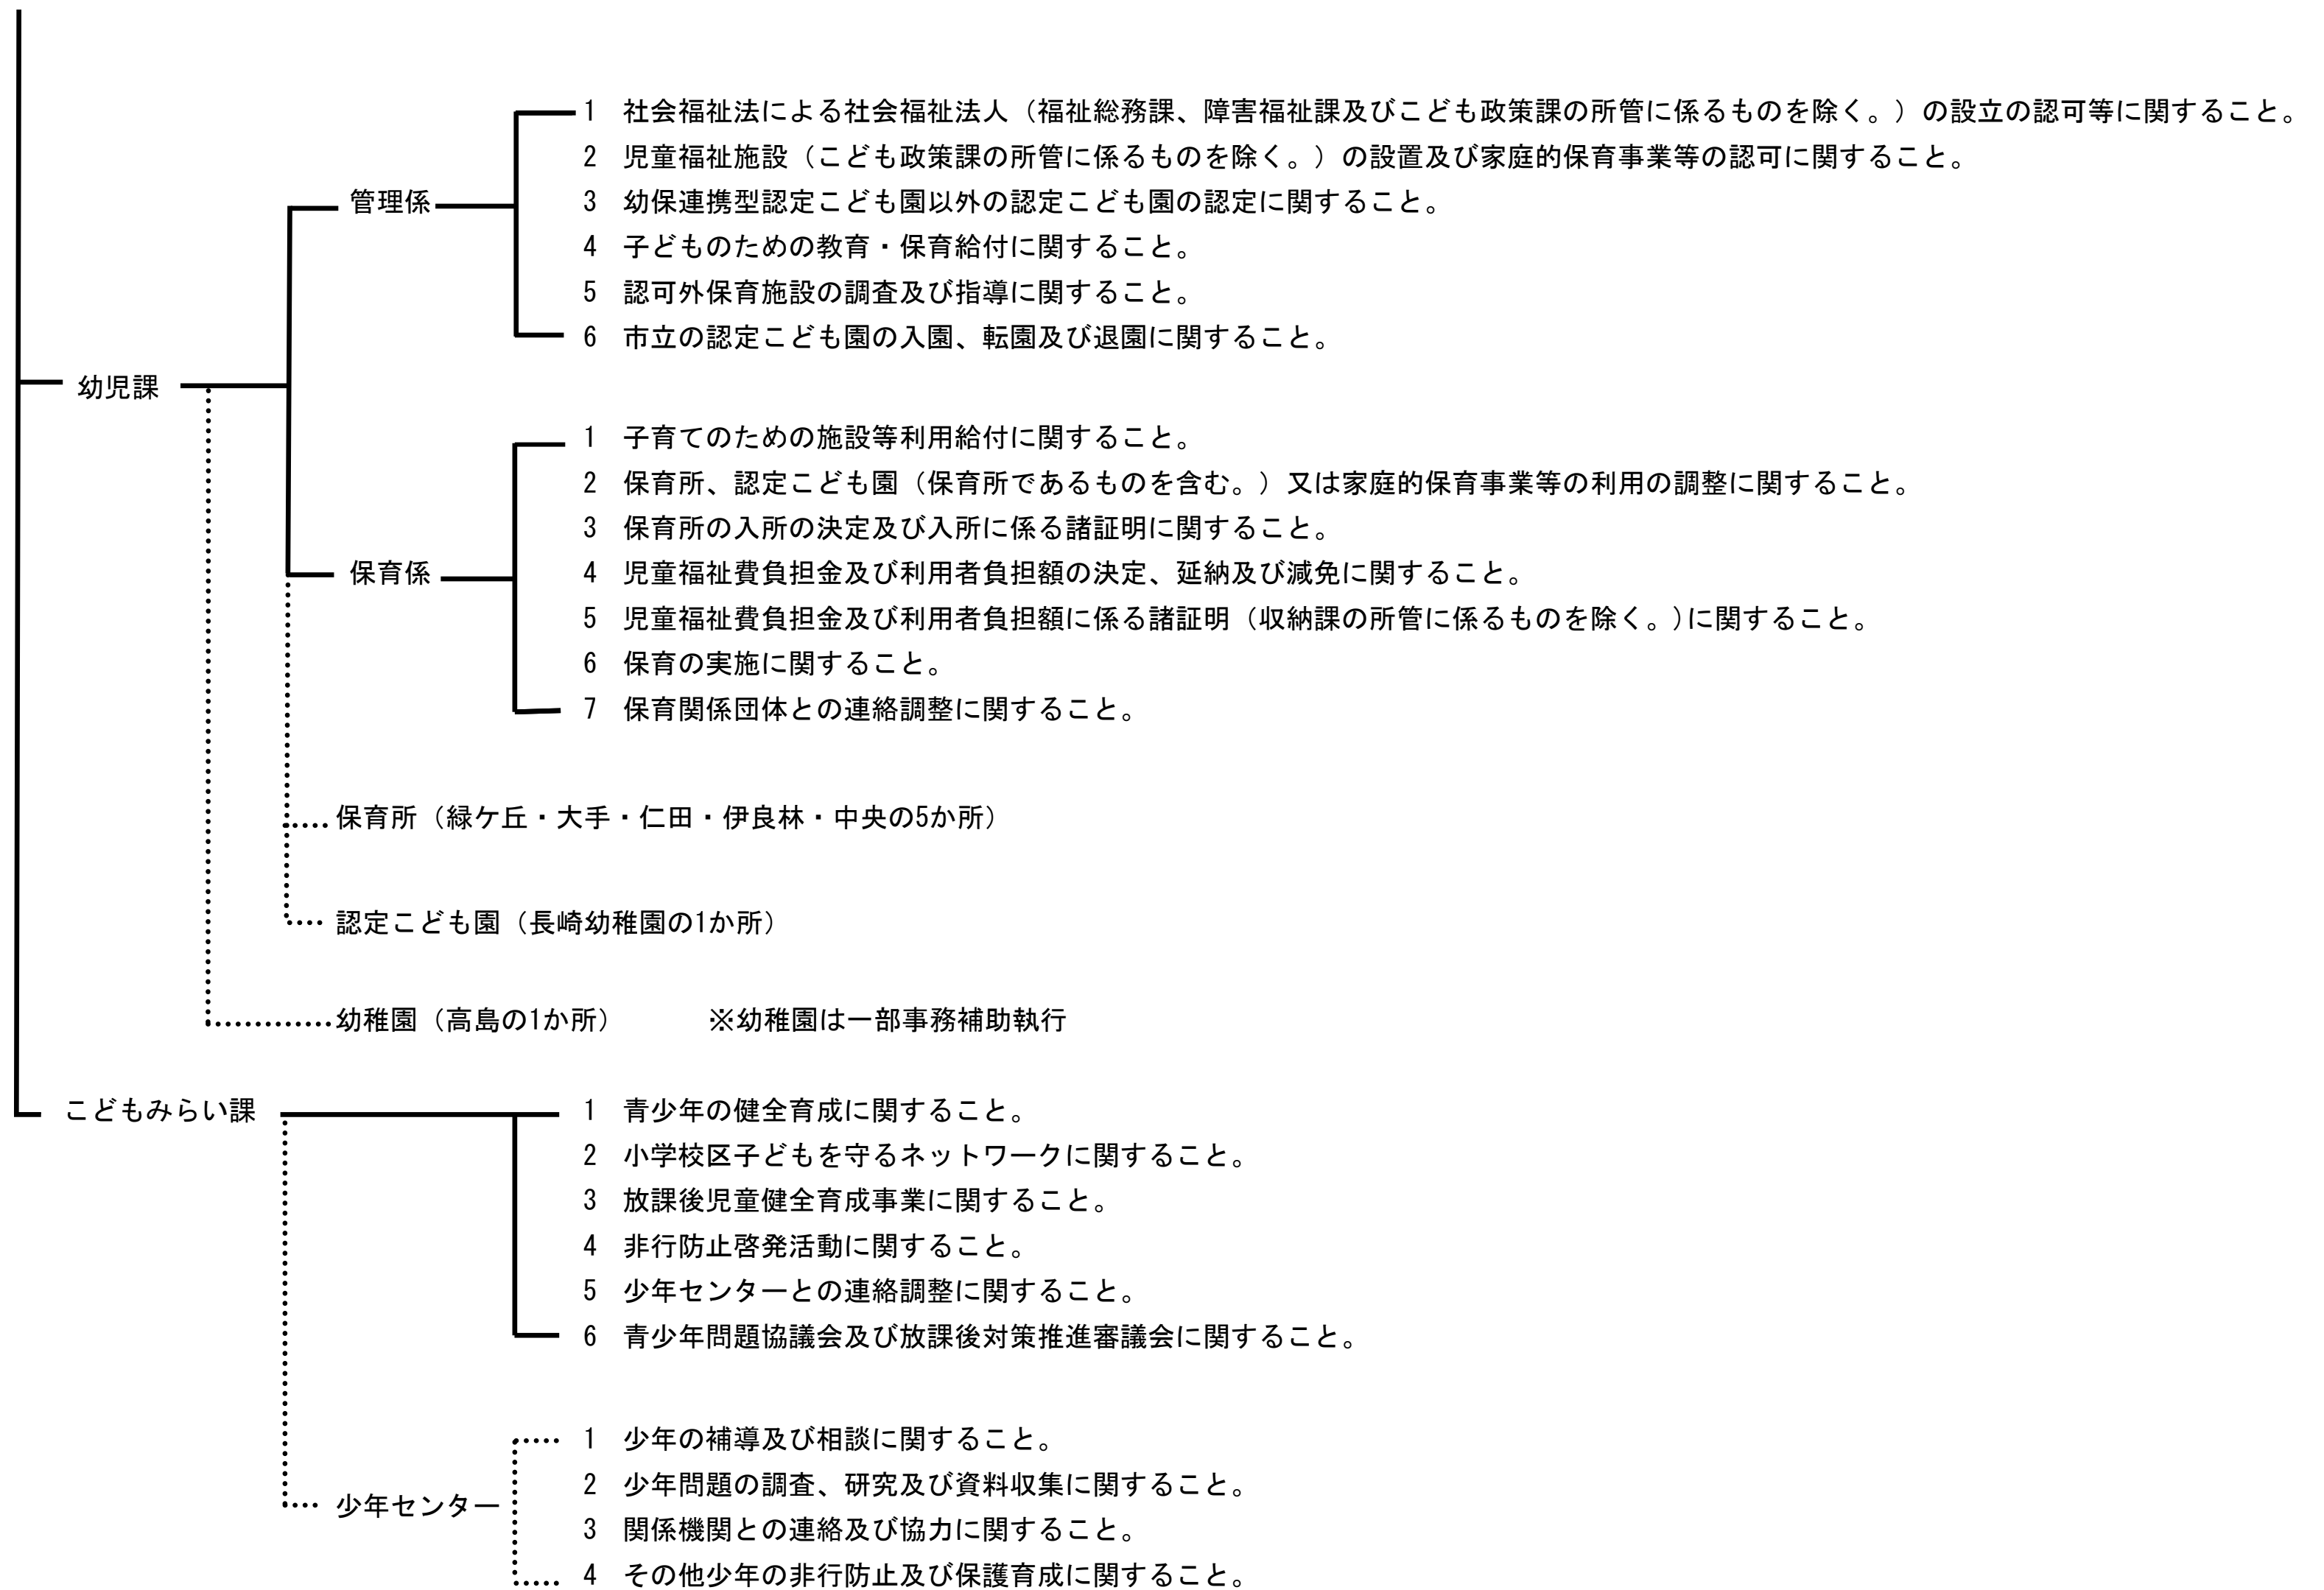 1 社会福祉法による社会福祉法人（福祉総務課、障害福祉課及びこども政策課の所管に係るものを除く。）の設立の認可等に関すること。
2 児童福祉施設（こども政策課の所管に係るものを除く。）の設置及び家庭的保育事業等の認可に関すること。
管理係
3 幼保連携型認定こども園以外の認定こども園の認定に関すること。
4 子どものための教育・保育給付に関すること。
5 認可外保育施設の調査及び指導に関すること。
6 市立の認定こども園の入園、転園及び退園に関すること。
幼児課
1 子育てのための施設等利用給付に関すること。
2 保育所、認定こども園（保育所であるものを含む。）又は家庭的保育事業等の利用の調整に関すること。
3 保育所の入所の決定及び入所に係る諸証明に関すること。
保育係
4 児童福祉費負担金及び利用者負担額の決定、延納及び減免に関すること。
5 児童福祉費負担金及び利用者負担額に係る諸証明（収納課の所管に係るものを除く。)に関すること。
6 保育の実施に関すること。
7 保育関係団体との連絡調整に関すること。
保育所（緑ケ丘・大手・仁田・伊良林・中央の5か所）
認定こども園（長崎幼稚園の1か所）
幼稚園（高島の1か所） ※幼稚園は一部事務補助執行
こどもみらい課
1 青少年の健全育成に関すること。
2 小学校区子どもを守るネットワークに関すること。
3 放課後児童健全育成事業に関すること。
4 非行防止啓発活動に関すること。
5 少年センターとの連絡調整に関すること。
6 青少年問題協議会及び放課後対策推進審議会に関すること。
1 少年の補導及び相談に関すること。
2 少年問題の調査、研究及び資料収集に関すること。
少年センター
3 関係機関との連絡及び協力に関すること。
4 その他少年の非行防止及び保護育成に関すること。